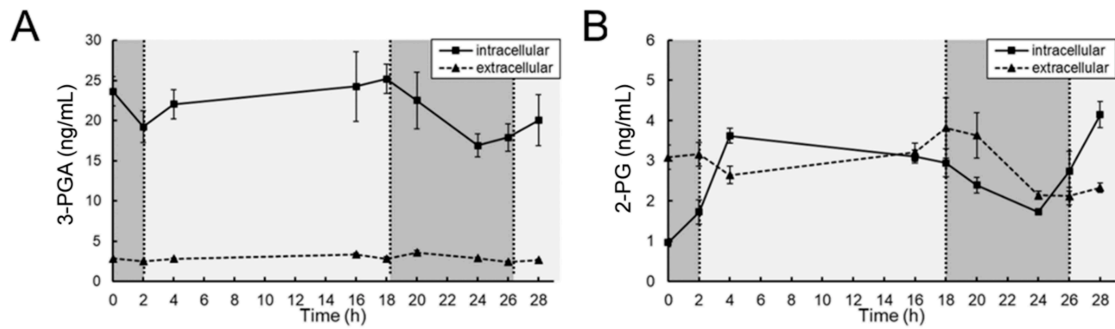 A
3-PGA (ng/mL)
30
25
20
15
10
5
0
intracellular
extracellular
0 2 4 6 8 10 12 14 16 18 20 22 24 26 28
Time (h)
B
2-PG (ng/mL)
6
5
4
3
2
1
0
intracellular
extracellular
0 2 4 6 8 10 12 14 16 18 20 22 24 26 28
Time (h)